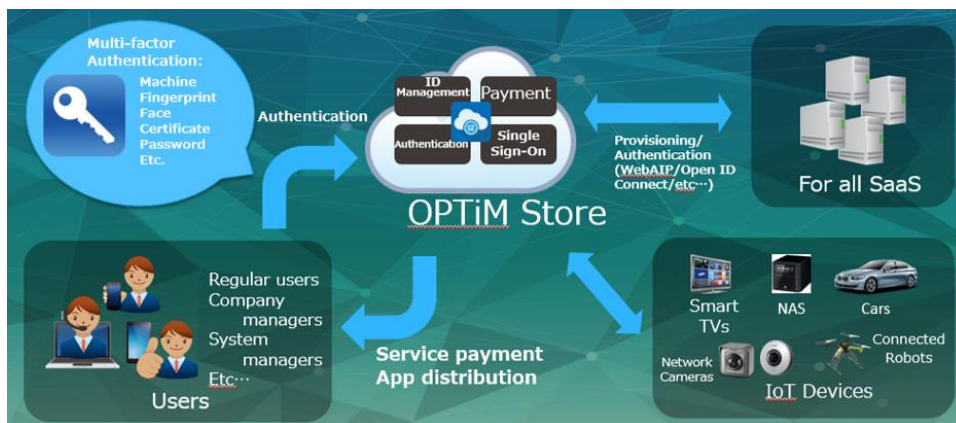 Multi-factor
Authentication:
Machine
Fingerprint
Face
Certificate
Password
Etc.
Authentication
ID
Management
Payment
Authentication
Single
Sign-On
OPTiM Store
Provisioning/
Authentication
(WebAIP/Open ID
Connect/etc…)
For all SaaS
Regular users
Company
managers
System
managers
Etc…
Users
Service payment
App distribution
Smart
TVs
NAS
Cars
Network
Cameras
Connected
Robots
IoT Devices